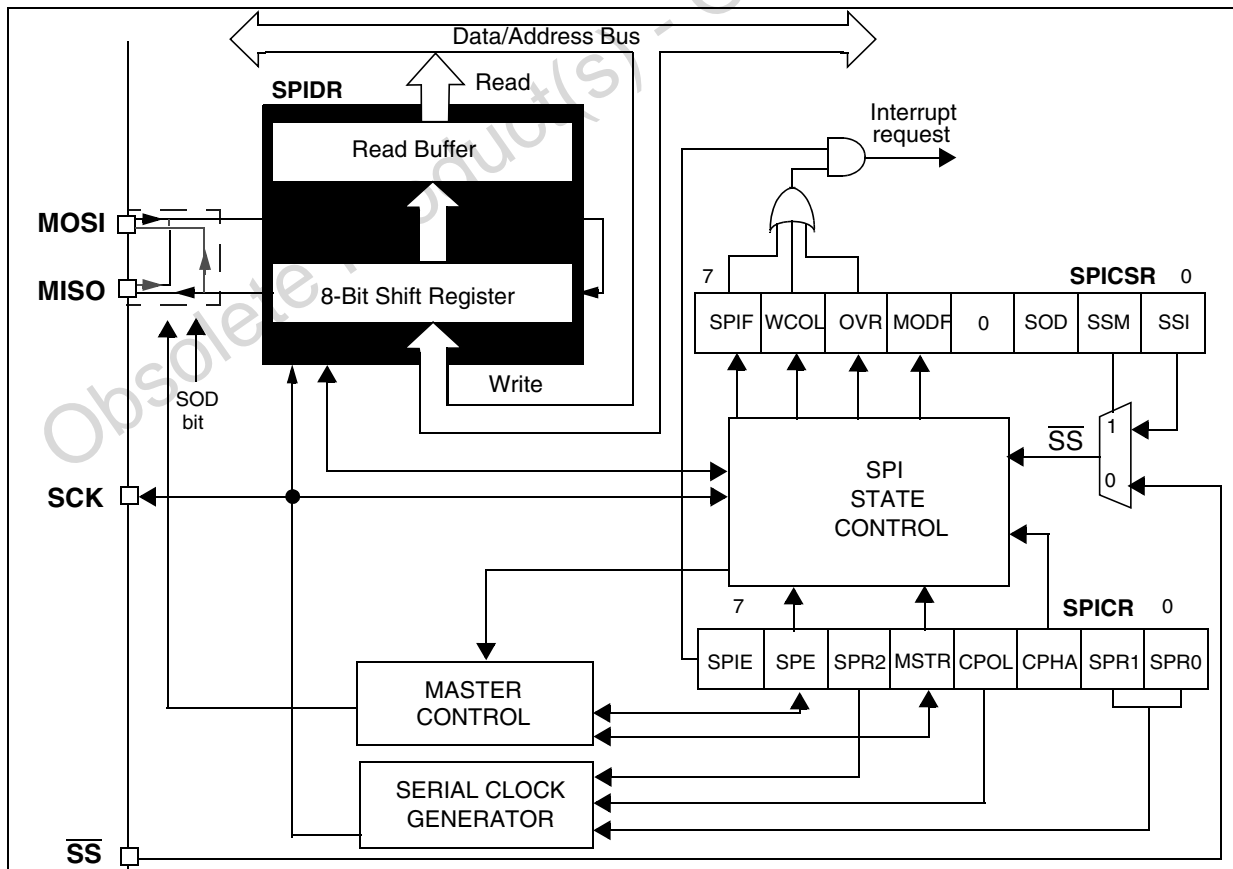 Data/Address Bus
SPIDR
Read
Read Buffer
Interrupt
request
MOSI
MISO
8-Bit Shift Register
Write
SOD
bit
7
SPICSR
0
SPIF
WCOL
OVR
MODF
0
SOD
SSM
SSI
1
SS
0
SCK
SPI
STATE
CONTROL
7
SPICR
0
SPIE
SPE
SPR2
MSTR
CPOL
CPHA
SPR1
SPR0
MASTER
CONTROL
SERIAL CLOCK
GENERATOR
SS